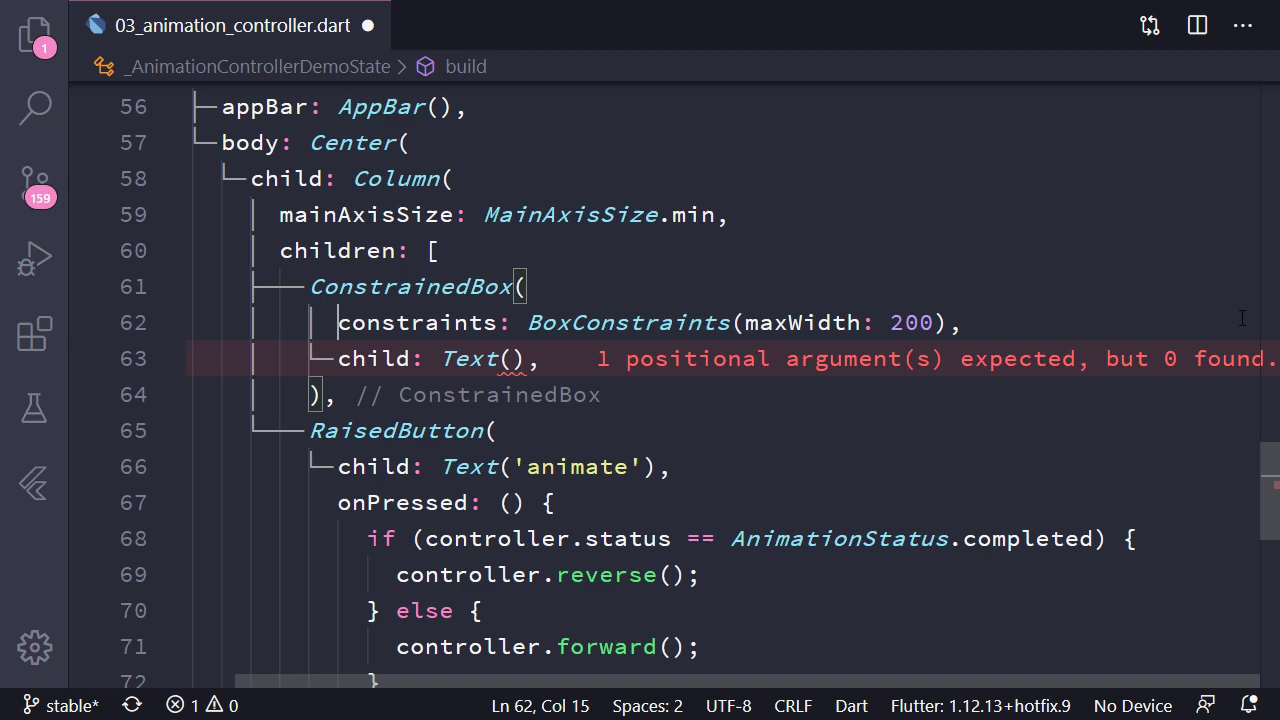 03_animation_controller.dart
1
_AnimationControllerDemoState > build
159
56 appBar: AppBar(),
57 body: Center(
58 child: Column(
59 mainAxisSize: MainAxisSize.min,
60 children: [
61 ConstrainedBox(
62 constraints: BoxConstraints(maxWidth: 200),
63 child: Text(), 1 positional argument(s) expected, but 0 found.
64 ), // ConstrainedBox
65 RaisedButton(
66 child: Text('animate'),
67 onPressed: () {
68 if (controller.status == AnimationStatus.completed) {
69 controller.reverse();
70 } else {
71 controller.forward();
72 }
stable* 1 0 Ln 62, Col 15 Spaces: 2 UTF-8 CRLF Dart Flutter: 1.12.13+hotfix.9 No Device